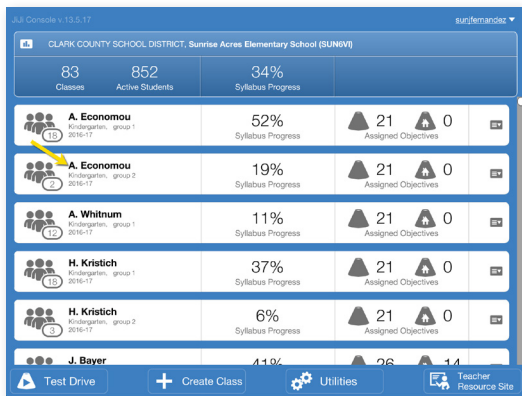 JiJi Console v.13.5.17
sunjfernandez ▼
CLARK COUNTY SCHOOL DISTRICT, Sunrise Acres Elementary School (SUN6VI)
83 852 34%
Classes Active Students Syllabus Progress
A. Economou 52% 21 0
Kindergarten, group 1 Syllabus Progress Assigned Objectives
18 2016-17
A. Economou 19% 21 0
Kindergarten, group 2 Syllabus Progress Assigned Objectives
2 2016-17
A. Whitnum 11% 21 0
Kindergarten, group 1 Syllabus Progress Assigned Objectives
12 2016-17
H. Kristich 37% 21 0
Kindergarten, group 1 Syllabus Progress Assigned Objectives
18 2016-17
H. Kristich 6% 21 0
Kindergarten, group 2 Syllabus Progress Assigned Objectives
3 2016-17
J. Bayer 41% 26 14
Test Drive Create Class Utilities Teacher
Resource Site